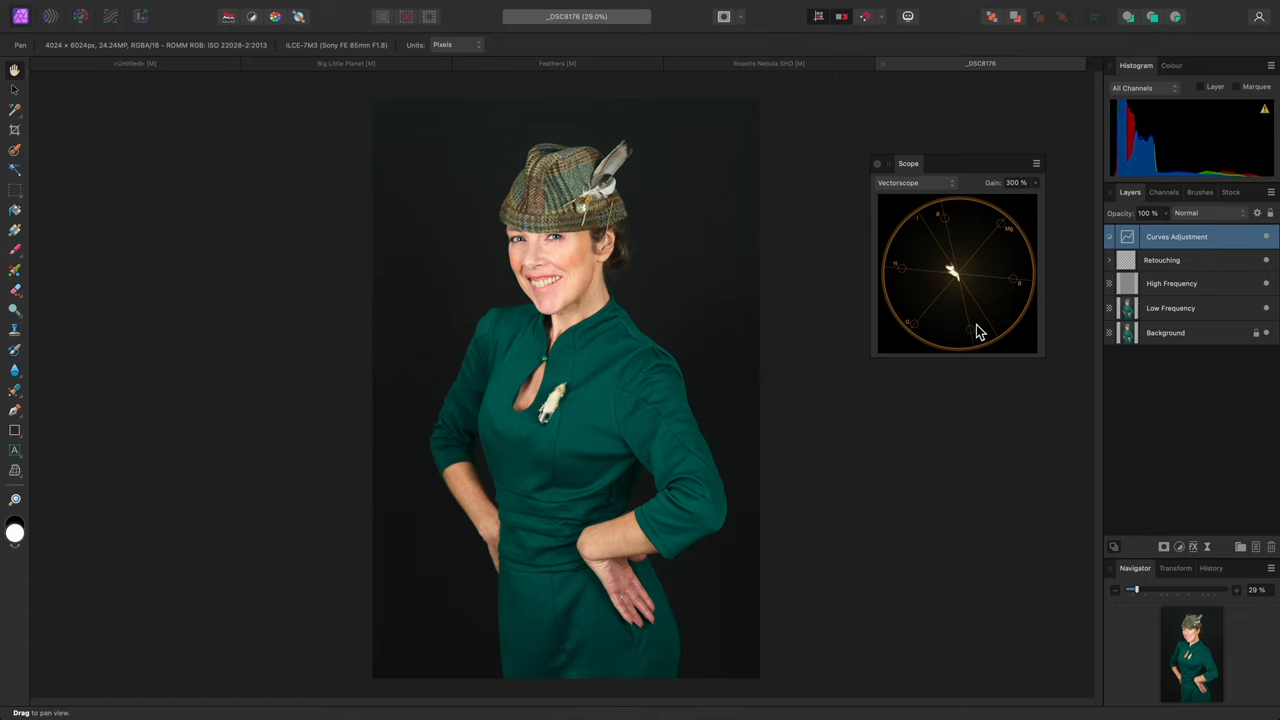 _DSC8176 (29.0%)
Pan
4024 × 6024px, 24.24MP, RGBA/16 - ROMM RGB: ISO 22028-2:2013
ILCE-7M3 (Sony FE 85mm F1.8)
Units:
Pixels
<Untitled> [M]
Big Little Planet [M]
Feathers [M]
Rosette Nebula SHO [M]
_DSC8176
Histogram
Colour
All Channels
Layer
Marquee
Scope
Vectorscope
Gain:
300 %
R
Mg
Yl
B
Layers
Channels
Brushes
Stock
Opacity:
100 %
Normal
Curves Adjustment
Retouching
High Frequency
Low Frequency
Background
Navigator
Transform
History
29 %
Drag to pan view.